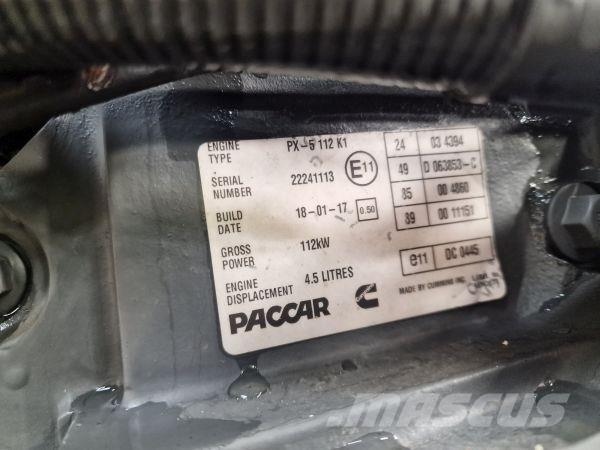 ENGINE TYPE PX-5 112 K1
SERIAL NUMBER 22241113
BUILD DATE 18-01-17 0.50
GROSS POWER 112kW
ENGINE DISPLACEMENT 4.5 LITRES
PACCAR
E11
24 03 4394
49 D 063853-C
85 00 4860
89 00 11151
e11 0C 0445
MADE BY CUMMINS INC.
MASCUS